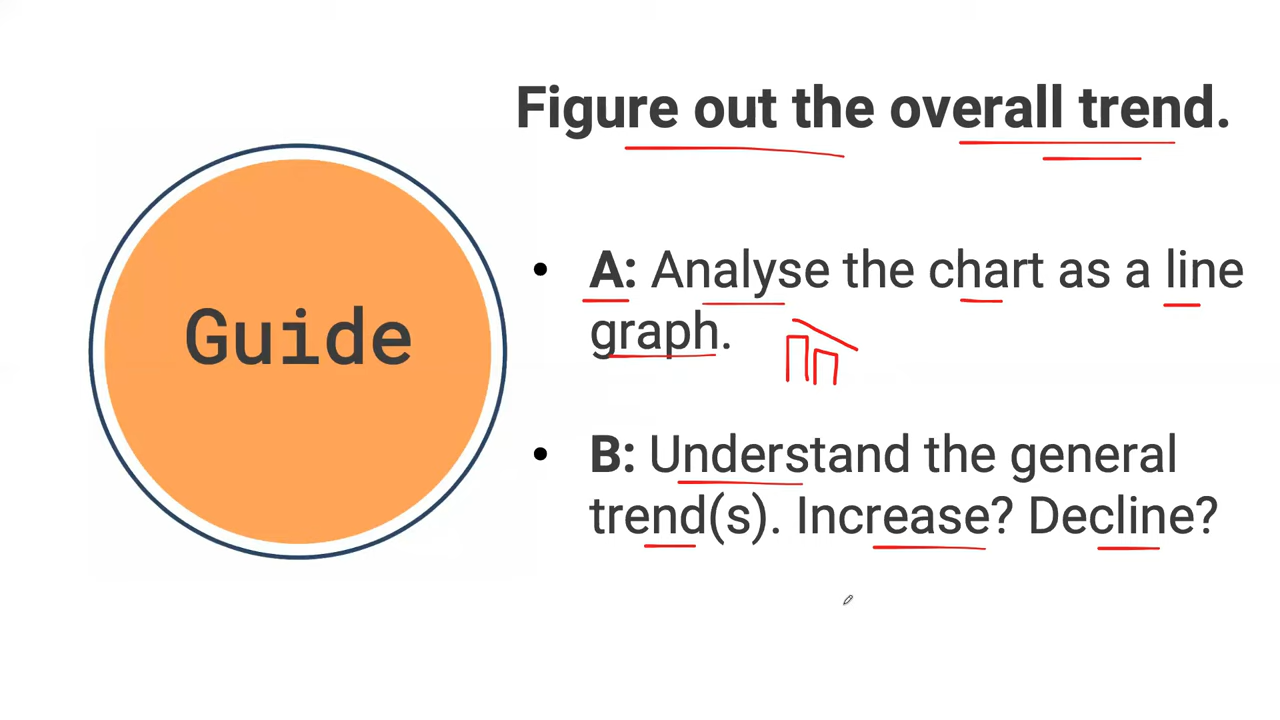 Figure out the overall trend.
Guide
• A: Analyse the chart as a line
graph.
• B: Understand the general
trend(s). Increase? Decline?